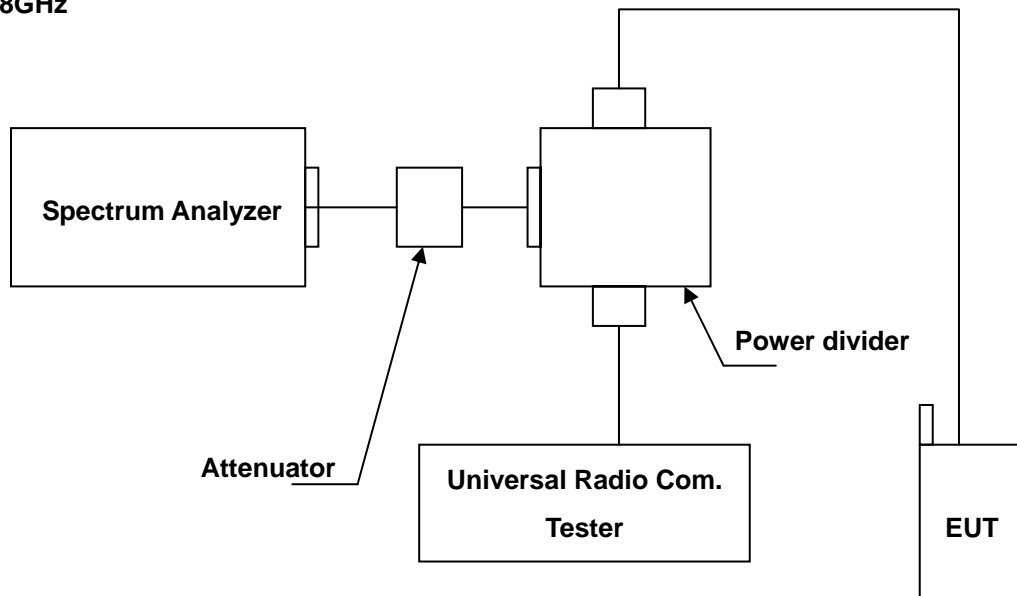 8GHz
Spectrum Analyzer
Power divider
Attenuator
Universal Radio Com.
Tester
EUT